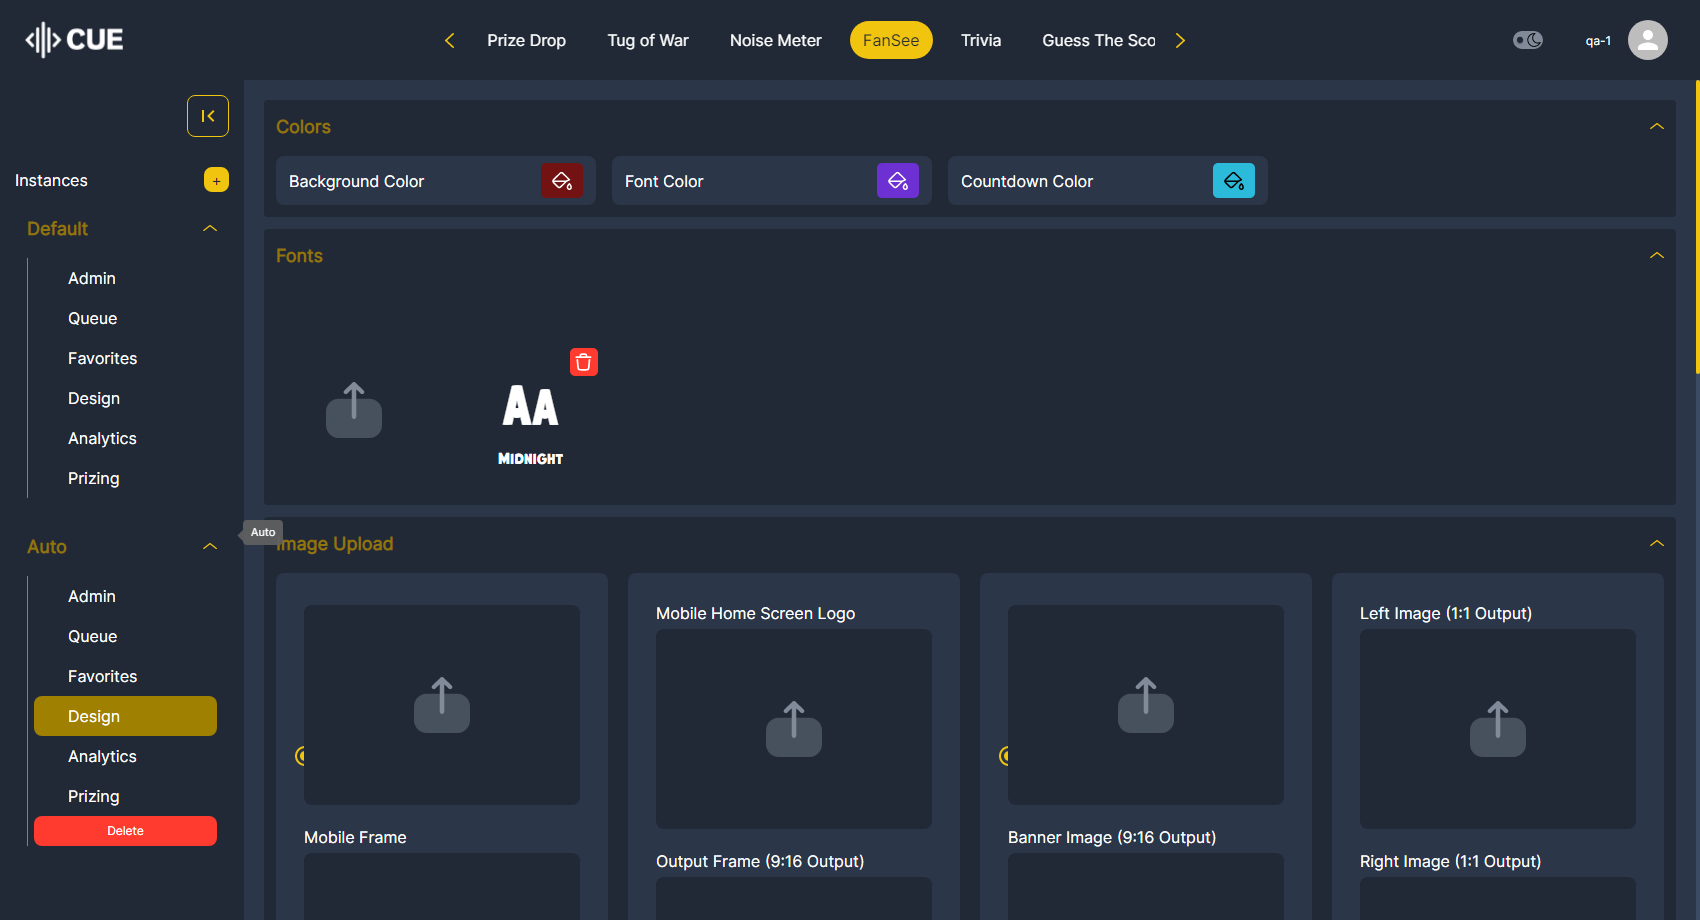 CUE
Prize Drop
Tug of War
Noise Meter
FanSee
Trivia
Guess The Sco
qa-1
Instances
+
Default
Admin
Queue
Favorites
Design
Analytics
Prizing
Auto
Admin
Queue
Favorites
Design
Analytics
Prizing
Delete
Auto
Colors
Background Color
Font Color
Countdown Color
Fonts
AA
MIDNIGHT
Image Upload
Mobile Home Screen Logo
Left Image (1:1 Output)
Mobile Frame
Banner Image (9:16 Output)
Output Frame (9:16 Output)
Right Image (1:1 Output)